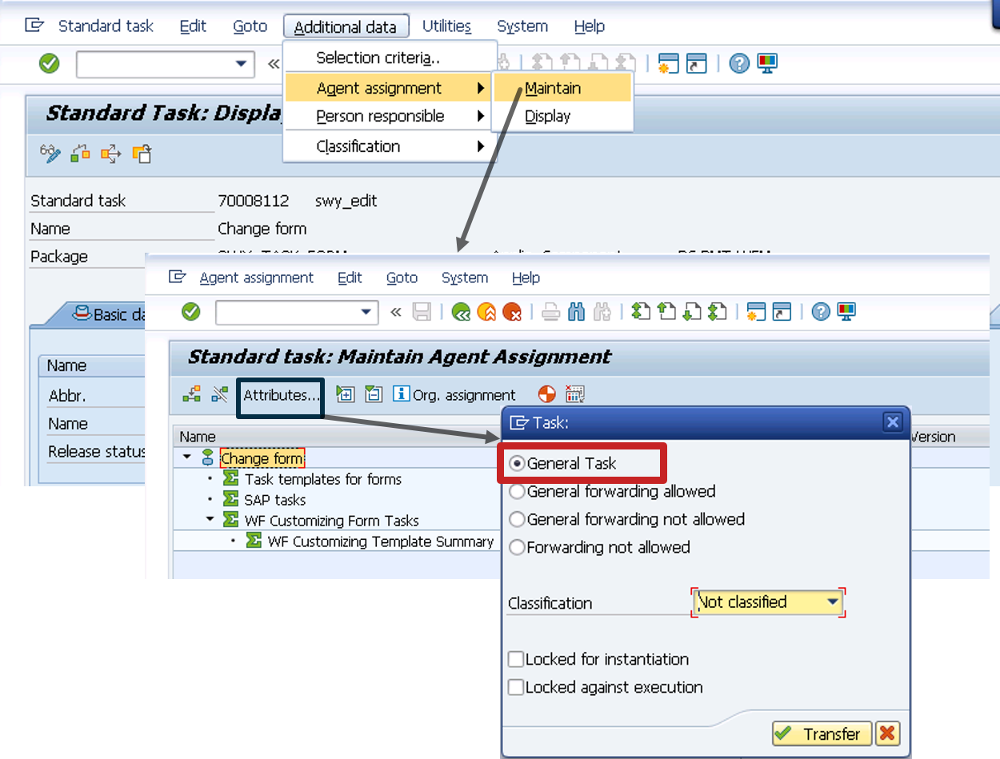 Standard task Edit Goto Additional data Utilities System Help
Selection criteria..
Agent assignment
Maintain
Person responsible
Display
Classification
Standard Task: Display
Standard task 70008112 swy_edit
Name Change form
Package
Basic da
Name
Abbr.
Name
Release status
Agent assignment Edit Goto System Help
Standard task: Maintain Agent Assignment
Attributes... Org. assignment
Name Version
Change form
Task templates for forms
SAP tasks
WF Customizing Form Tasks
WF Customizing Template Summary
Task:
General Task
General forwarding allowed
General forwarding not allowed
Forwarding not allowed
Classification Not classified
Locked for instantiation
Locked against execution
Transfer